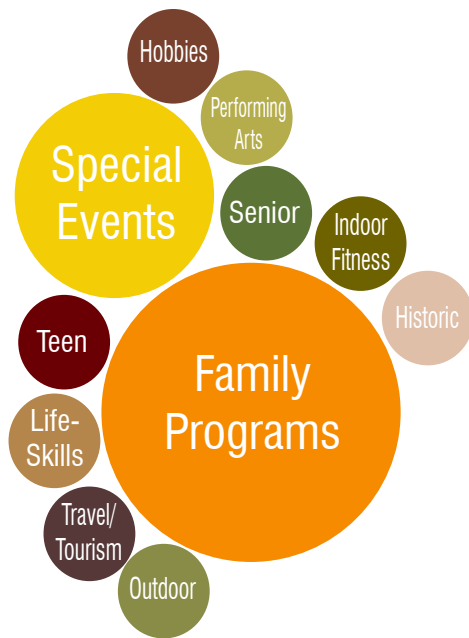 Hobbies
Performing
Arts
Special
Events
Senior
Indoor
Fitness
Historic
Teen
Family
Programs
Life-
Skills
Travel/
Tourism
Outdoor